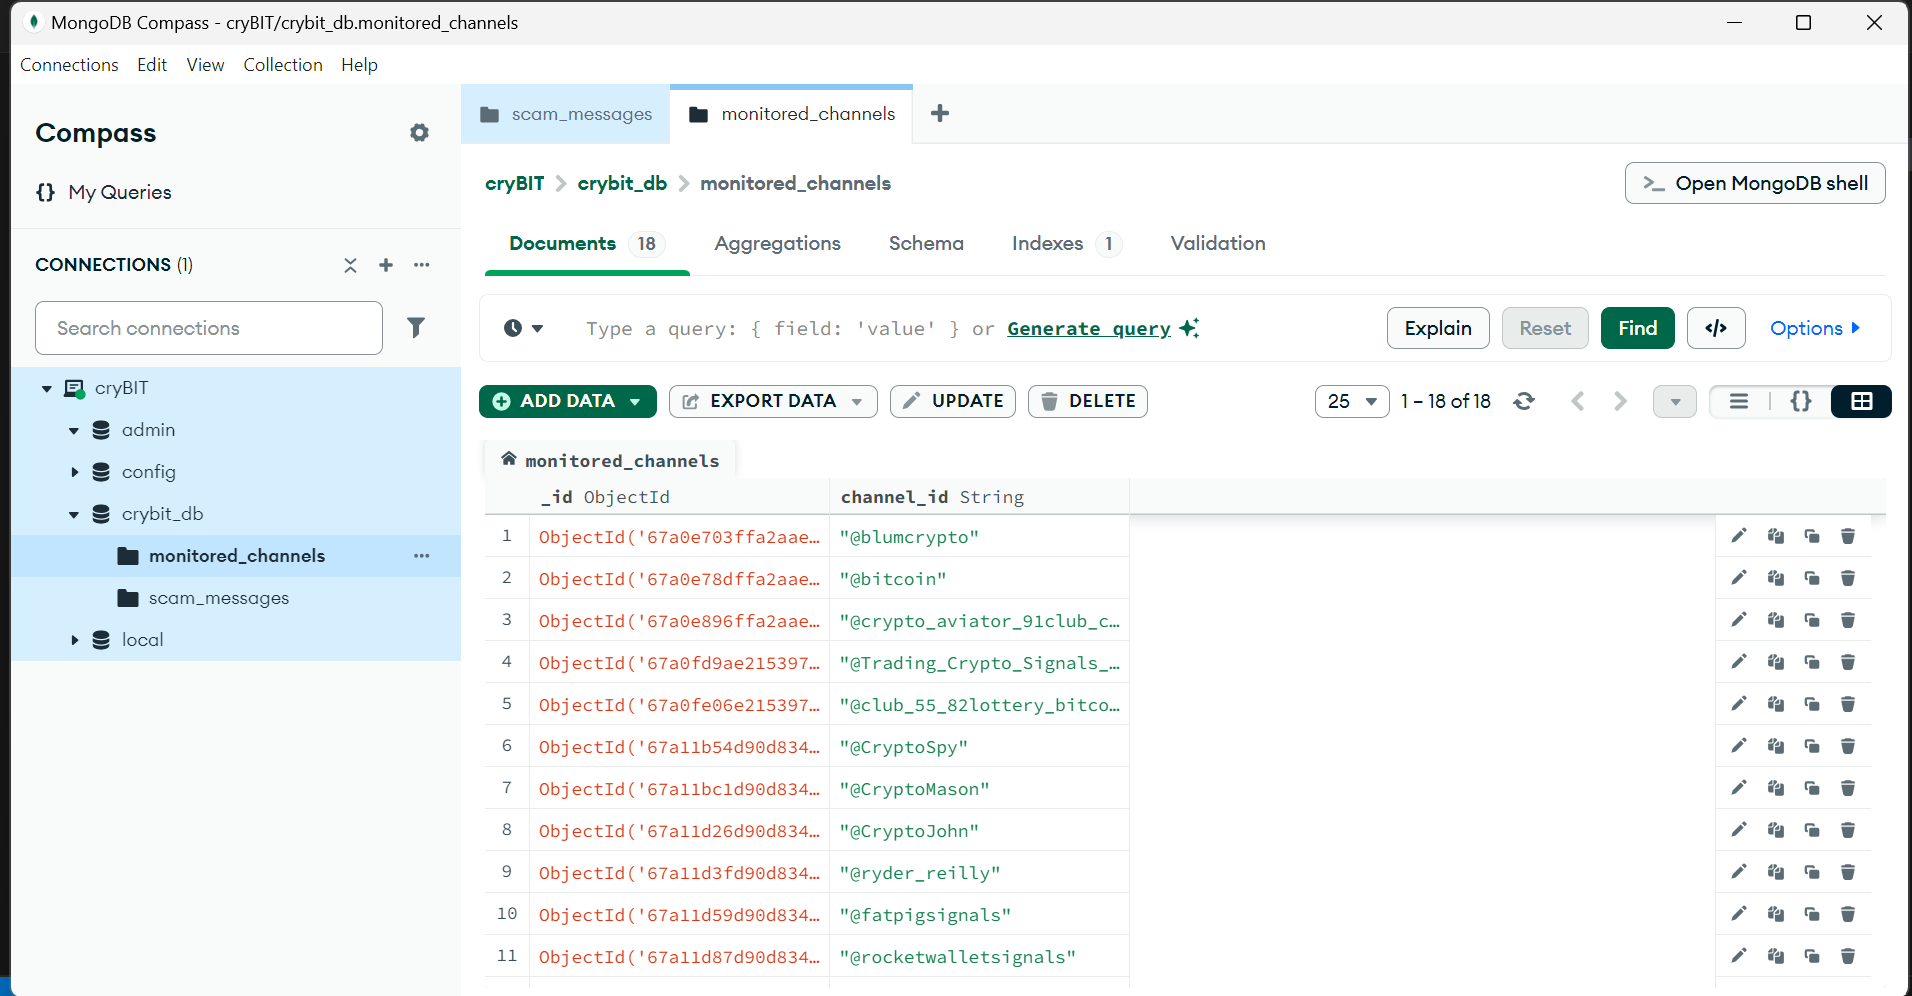 MongoDB Compass - cryBIT/crybit_db.monitored_channels
Connections Edit View Collection Help
Compass
{} My Queries
CONNECTIONS (1)
Search connections
cryBIT
admin
config
crybit_db
monitored_channels
scam_messages
local
scam_messages
monitored_channels
cryBIT > crybit_db > monitored_channels
>_ Open MongoDB shell
Documents 18 Aggregations Schema Indexes 1 Validation
Type a query: { field: 'value' } or Generate query
Explain Reset Find </> Options
ADD DATA EXPORT DATA UPDATE DELETE
25 1 – 18 of 18 {}
monitored_channels
_id ObjectId channel_id String
1 ObjectId('67a0e703ffa2aae… "@blumcrypto"
2 ObjectId('67a0e78dffa2aae… "@bitcoin"
3 ObjectId('67a0e896ffa2aae… "@crypto_aviator_91club_c…
4 ObjectId('67a0fd9ae215397… "@Trading_Crypto_Signals_…
5 ObjectId('67a0fe06e215397… "@club_55_82lottery_bitco…
6 ObjectId('67a11b54d90d834… "@CryptoSpy"
7 ObjectId('67a11bc1d90d834… "@CryptoMason"
8 ObjectId('67a11d26d90d834… "@CryptoJohn"
9 ObjectId('67a11d3fd90d834… "@ryder_reilly"
10 ObjectId('67a11d59d90d834… "@fatpigsignals"
11 ObjectId('67a11d87d90d834… "@rocketwalletsignals"